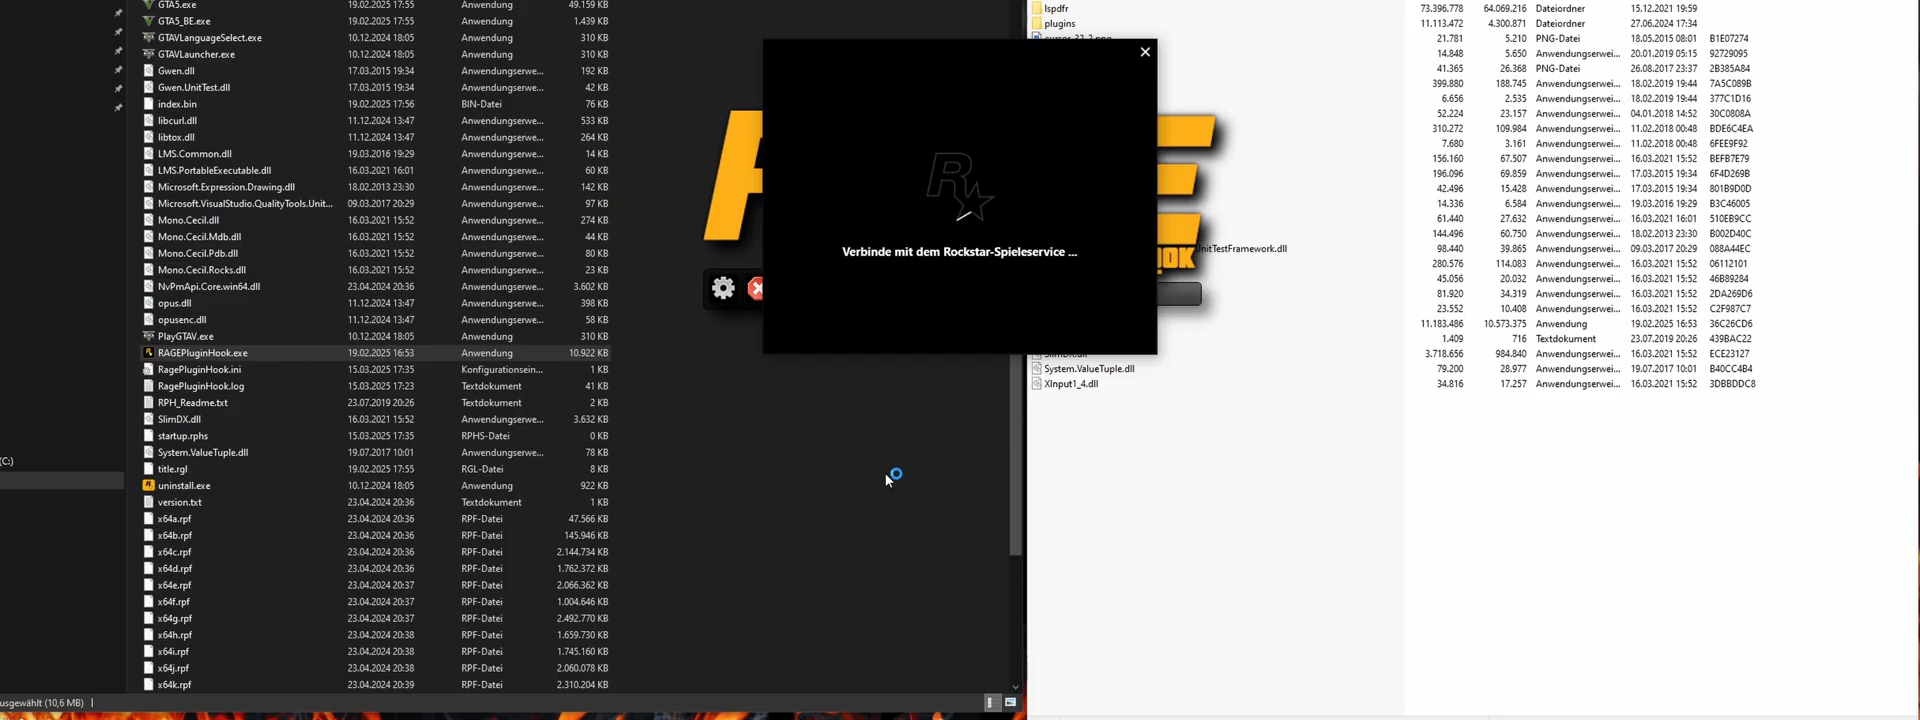 GTA5.exe 19.02.2025 17:55 Anwendung 49.159 KB
GTA5_BE.exe 19.02.2025 17:55 Anwendung 1.439 KB
GTAVLanguageSelect.exe 10.12.2024 18:05 Anwendung 310 KB
GTAVLauncher.exe 10.12.2024 18:05 Anwendung 310 KB
Gwen.dll 17.03.2015 19:34 Anwendungserwe... 192 KB
Gwen.UnitTest.dll 17.03.2015 19:34 Anwendungserwe... 42 KB
index.bin 19.02.2025 17:56 BIN-Datei 76 KB
libcurl.dll 11.12.2024 13:47 Anwendungserwe... 533 KB
libtox.dll 11.12.2024 13:47 Anwendungserwe... 264 KB
LMS.Common.dll 19.03.2016 19:29 Anwendungserwe... 14 KB
LMS.PortableExecutable.dll 16.03.2021 16:01 Anwendungserwe... 60 KB
Microsoft.Expression.Drawing.dll 18.02.2013 23:30 Anwendungserwe... 142 KB
Microsoft.VisualStudio.QualityTools.Unit... 09.03.2017 20:29 Anwendungserwe... 97 KB
Mono.Cecil.dll 16.03.2021 15:52 Anwendungserwe... 274 KB
Mono.Cecil.Mdb.dll 16.03.2021 15:52 Anwendungserwe... 44 KB
Mono.Cecil.Pdb.dll 16.03.2021 15:52 Anwendungserwe... 80 KB
Mono.Cecil.Rocks.dll 16.03.2021 15:52 Anwendungserwe... 23 KB
NvPmApi.Core.win64.dll 23.04.2024 20:36 Anwendungserwe... 3.602 KB
opus.dll 11.12.2024 13:47 Anwendungserwe... 398 KB
opusenc.dll 11.12.2024 13:47 Anwendungserwe... 58 KB
PlayGTAV.exe 10.12.2024 18:05 Anwendung 310 KB
RAGEPluginHook.exe 19.02.2025 16:53 Anwendung 10.922 KB
RagePluginHook.ini 15.03.2025 17:35 Konfigurationsein... 1 KB
RagePluginHook.log 15.03.2025 17:23 Textdokument 41 KB
RPH_Readme.txt 23.07.2019 20:26 Textdokument 2 KB
SlimDX.dll 16.03.2021 15:52 Anwendungserwe... 3.632 KB
startup.rphs 15.03.2025 17:35 RPHS-Datei 0 KB
System.ValueTuple.dll 19.07.2017 10:01 Anwendungserwe... 78 KB
title.rgl 19.02.2025 17:55 RGL-Datei 8 KB
uninstall.exe 10.12.2024 18:05 Anwendung 922 KB
version.txt 23.04.2024 20:36 Textdokument 1 KB
x64a.rpf 23.04.2024 20:36 RPF-Datei 47.566 KB
x64b.rpf 23.04.2024 20:36 RPF-Datei 145.946 KB
x64c.rpf 23.04.2024 20:36 RPF-Datei 2.144.734 KB
x64d.rpf 23.04.2024 20:36 RPF-Datei 1.762.372 KB
x64e.rpf 23.04.2024 20:37 RPF-Datei 2.066.362 KB
x64f.rpf 23.04.2024 20:37 RPF-Datei 1.004.646 KB
x64g.rpf 23.04.2024 20:37 RPF-Datei 2.492.770 KB
x64h.rpf 23.04.2024 20:38 RPF-Datei 1.659.730 KB
x64i.rpf 23.04.2024 20:38 RPF-Datei 1.745.160 KB
x64j.rpf 23.04.2024 20:38 RPF-Datei 2.060.078 KB
x64k.rpf 23.04.2024 20:39 RPF-Datei 2.310.204 KB
(C:)
usgewählt (10,6 MB)
Verbinde mit dem Rockstar-Spieleservice ...
lspdfr 73.396.778 64.069.216 Dateiordner 15.12.2021 19:59
plugins 11.113.472 4.300.871 Dateiordner 27.06.2024 17:34
21.781 5.210 PNG-Datei 18.05.2015 08:01 B1E07274
14.848 5.650 Anwendungserwei... 20.01.2019 05:15 92729095
41.365 26.368 PNG-Datei 26.08.2017 23:37 2B385A84
399.880 188.745 Anwendungserwei... 18.02.2019 19:44 7A5C089B
6.656 2.535 Anwendungserwei... 18.02.2019 19:44 377C1D16
52.224 23.157 Anwendungserwei... 04.01.2018 14:52 30C0808A
310.272 109.984 Anwendungserwei... 11.02.2018 00:48 BDE6C4EA
7.680 3.161 Anwendungserwei... 11.02.2018 00:48 6FEE9F92
156.160 67.507 Anwendungserwei... 16.03.2021 15:52 BEFB7E79
196.096 69.859 Anwendungserwei... 17.03.2015 19:34 6F4D269B
42.496 15.428 Anwendungserwei... 17.03.2015 19:34 801B9D0D
14.336 6.584 Anwendungserwei... 19.03.2016 19:29 B3C46005
61.440 27.632 Anwendungserwei... 16.03.2021 16:01 510EB9CC
144.496 60.750 Anwendungserwei... 18.02.2013 23:30 B002D40C
nitTestFramework.dll 98.440 39.865 Anwendungserwei... 09.03.2017 20:29 088A44EC
280.576 114.083 Anwendungserwei... 16.03.2021 15:52 06112101
45.056 20.032 Anwendungserwei... 16.03.2021 15:52 46B89284
81.920 34.319 Anwendungserwei... 16.03.2021 15:52 2DA269D6
23.552 10.408 Anwendungserwei... 16.03.2021 15:52 C2F987C7
11.183.486 10.573.375 Anwendung 19.02.2025 16:53 36C26CD6
1.409 716 Textdokument 23.07.2019 20:26 439BAC22
SlimDX.dll 3.718.656 984.840 Anwendungserwei... 16.03.2021 15:52 ECE23127
System.ValueTuple.dll 79.200 28.977 Anwendungserwei... 19.07.2017 10:01 B40CC4B4
XInput1_4.dll 34.816 17.257 Anwendungserwei... 16.03.2021 15:52 3DBBDDC8